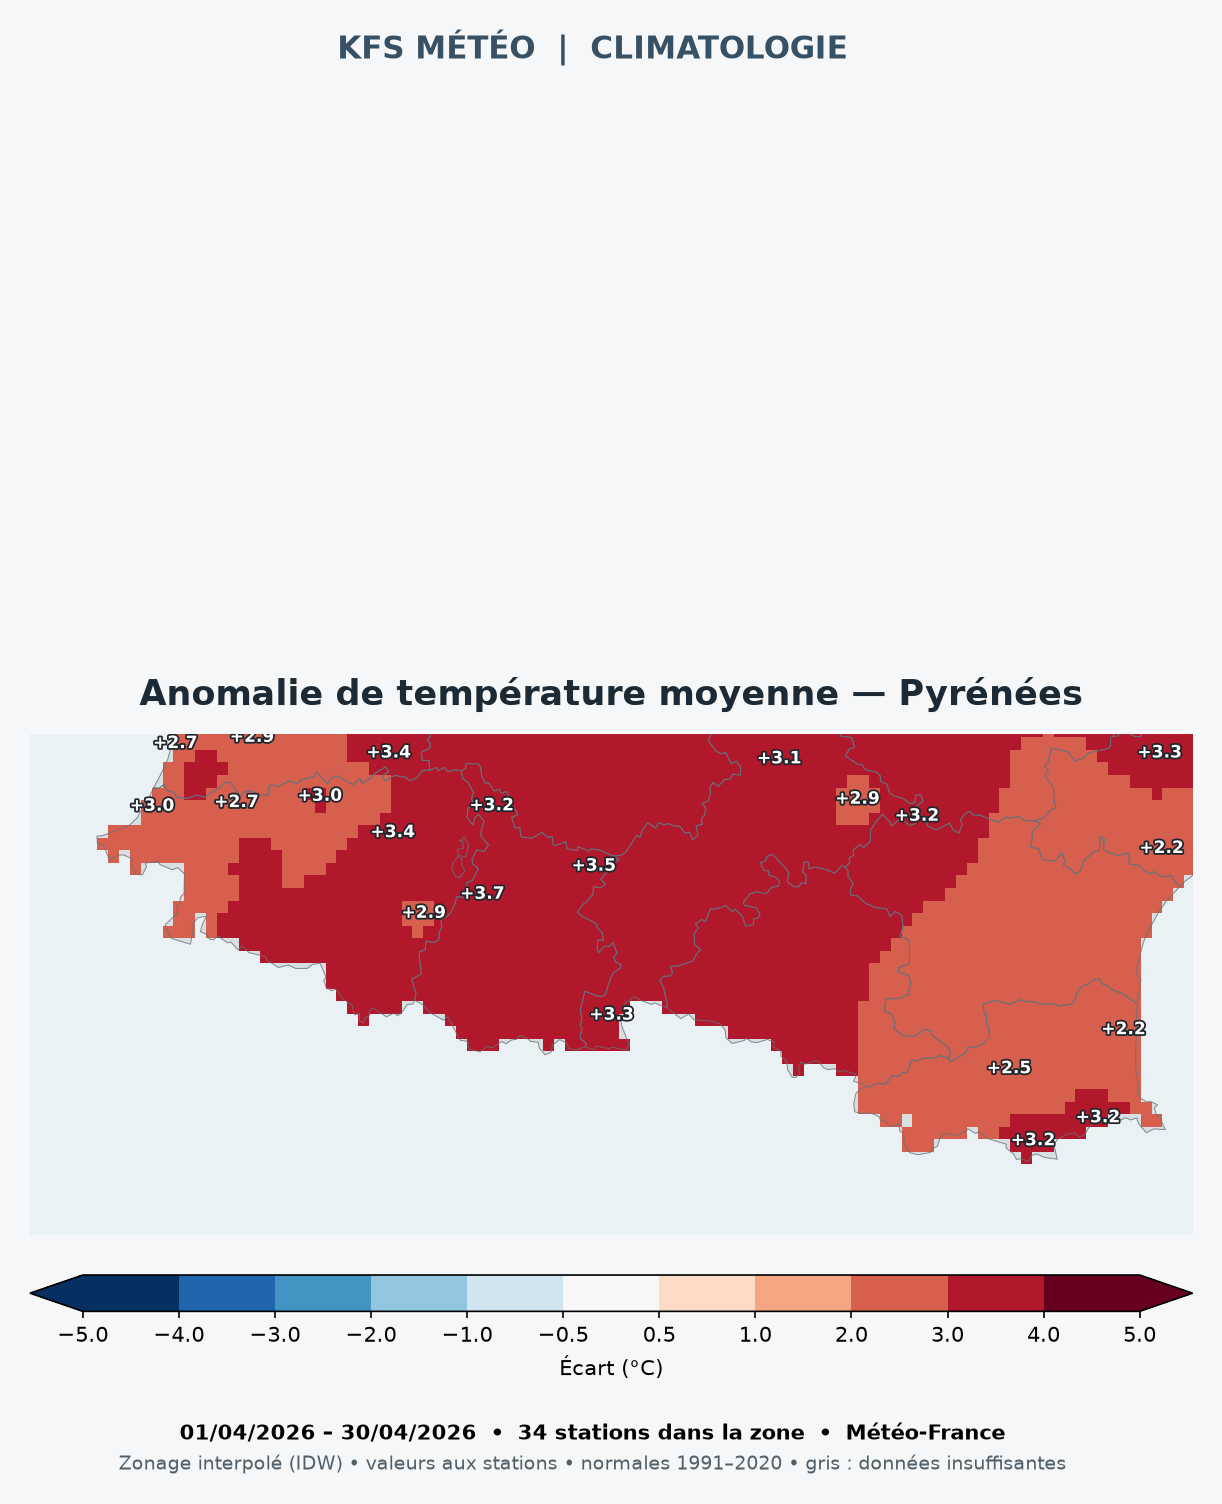 KFS MÉTÉO | CLIMATOLOGIE
Anomalie de température moyenne — Pyrénées
+2.7 +2.9 +3.4 +3.1 +3.3
+3.0 +2.7 +3.0 +3.2 +2.9 +3.2
+3.4 +2.2
+3.5
+3.7
+2.9
+3.3 +2.2
+2.5
+3.2
+3.2
−5.0 −4.0 −3.0 −2.0 −1.0 −0.5 0.5 1.0 2.0 3.0 4.0 5.0
Écart (°C)
01/04/2026 – 30/04/2026 • 34 stations dans la zone • Météo-France
Zonage interpolé (IDW) • valeurs aux stations • normales 1991–2020 • gris : données insuffisantes